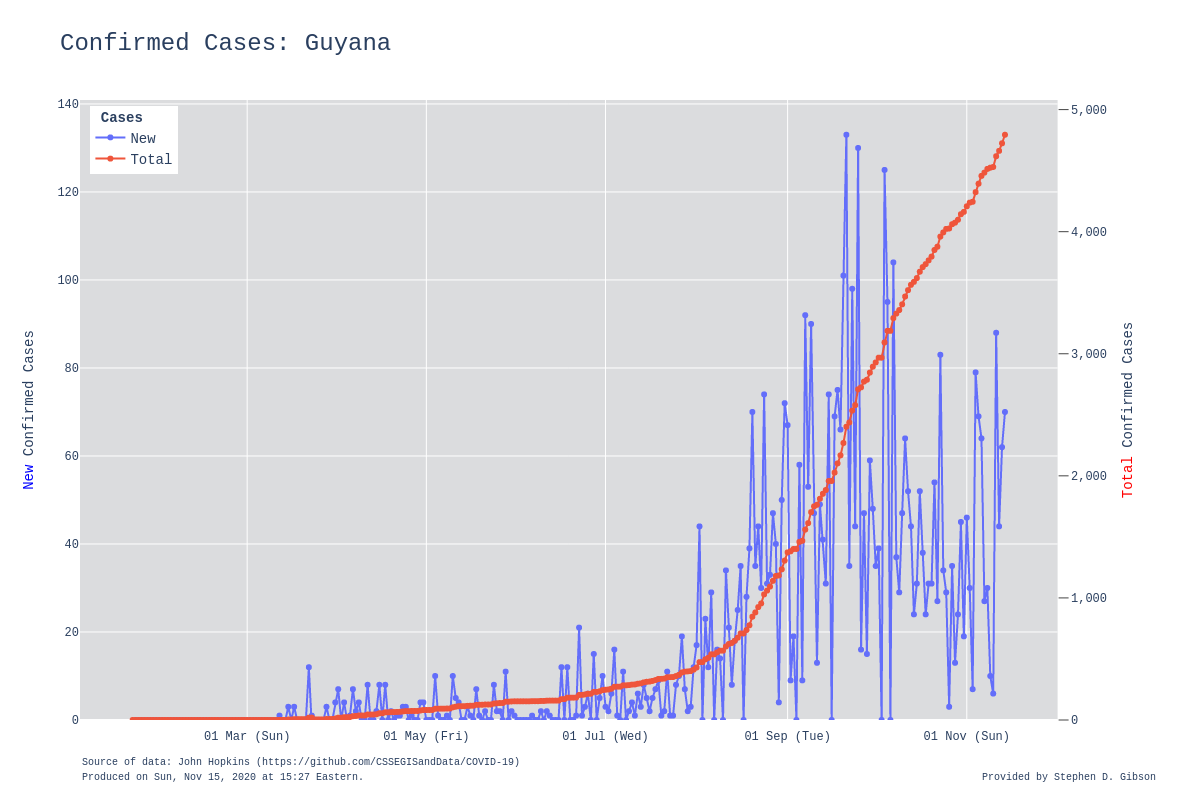 Confirmed Cases: Guyana
Cases
New
Total
140
120
100
80
60
40
20
0
5,000
4,000
3,000
2,000
1,000
0
New Confirmed Cases
Total Confirmed Cases
01 Mar (Sun)
01 May (Fri)
01 Jul (Wed)
01 Sep (Tue)
01 Nov (Sun)
Source of data: John Hopkins (https://github.com/CSSEGISandData/COVID-19)
Produced on Sun, Nov 15, 2020 at 15:27 Eastern.
Provided by Stephen D. Gibson